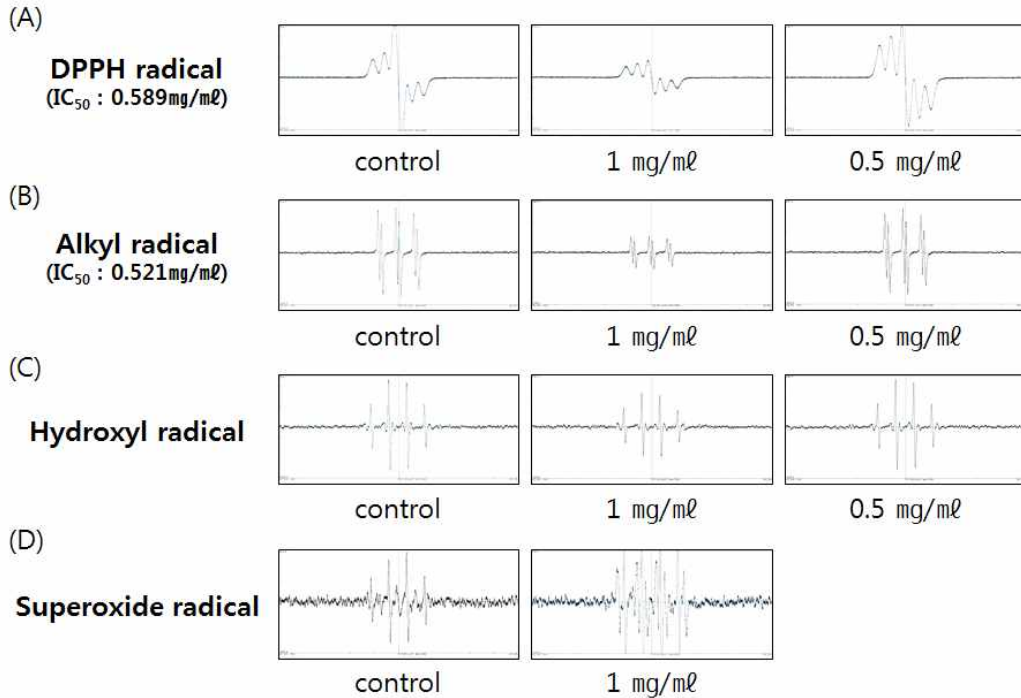 (A)
DPPH radical
(IC₅₀ : 0.589㎎/㎖)
control
1 ㎎/㎖
0.5 ㎎/㎖
(B)
Alkyl radical
(IC₅₀ : 0.521㎎/㎖)
control
1 ㎎/㎖
0.5 ㎎/㎖
(C)
Hydroxyl radical
control
1 ㎎/㎖
0.5 ㎎/㎖
(D)
Superoxide radical
control
1 ㎎/㎖